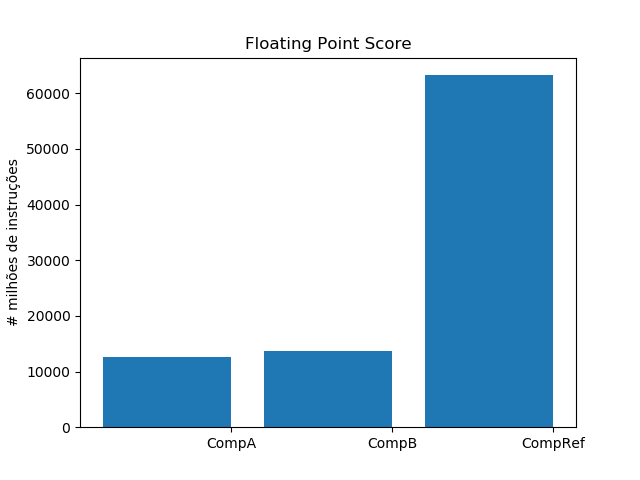 Floating Point Score
# milhões de instruções
60000
50000
40000
30000
20000
10000
0
CompA
CompB
CompRef